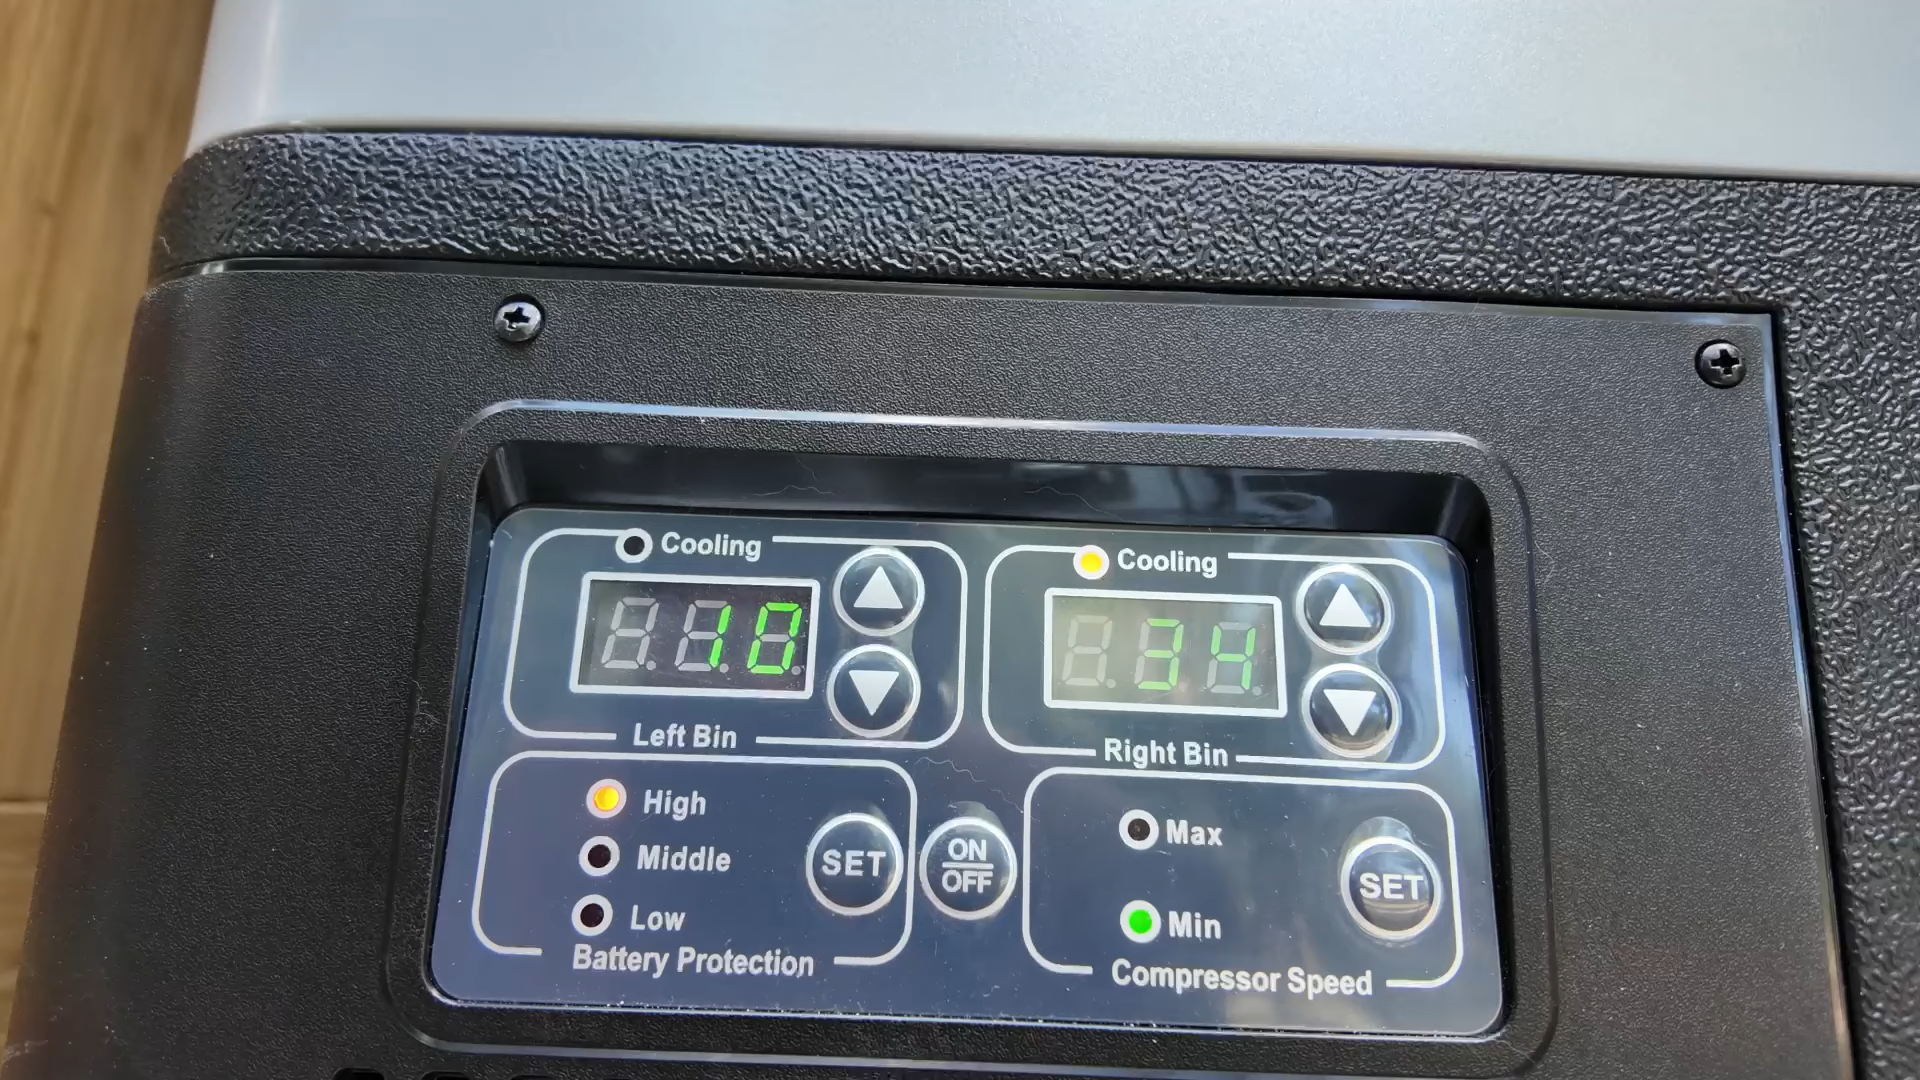 Cooling
10
Left Bin
Cooling
34
Right Bin
High
Middle
Low
SET
Battery Protection
ON
OFF
Max
Min
SET
Compressor Speed